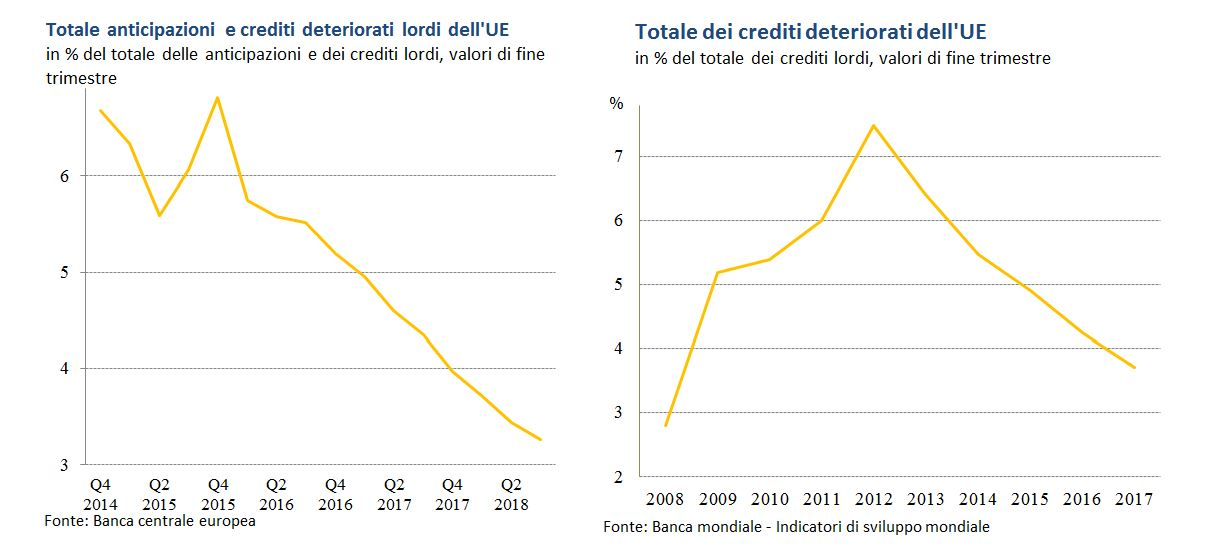 Totale anticipazioni e crediti deteriorati lordi dell'UE
in % del totale delle anticipazioni e dei crediti lordi, valori di fine
trimestre
6
5
4
3
Q4 Q2 Q4 Q2 Q4 Q2 Q4 Q2
2014 2015 2015 2016 2016 2017 2017 2018
Fonte: Banca centrale europea
Totale dei crediti deteriorati dell'UE
in % del totale dei crediti lordi, valori di fine trimestre
%
7
6
5
4
3
2
2008 2009 2010 2011 2012 2013 2014 2015 2016 2017
Fonte: Banca mondiale - Indicatori di sviluppo mondiale